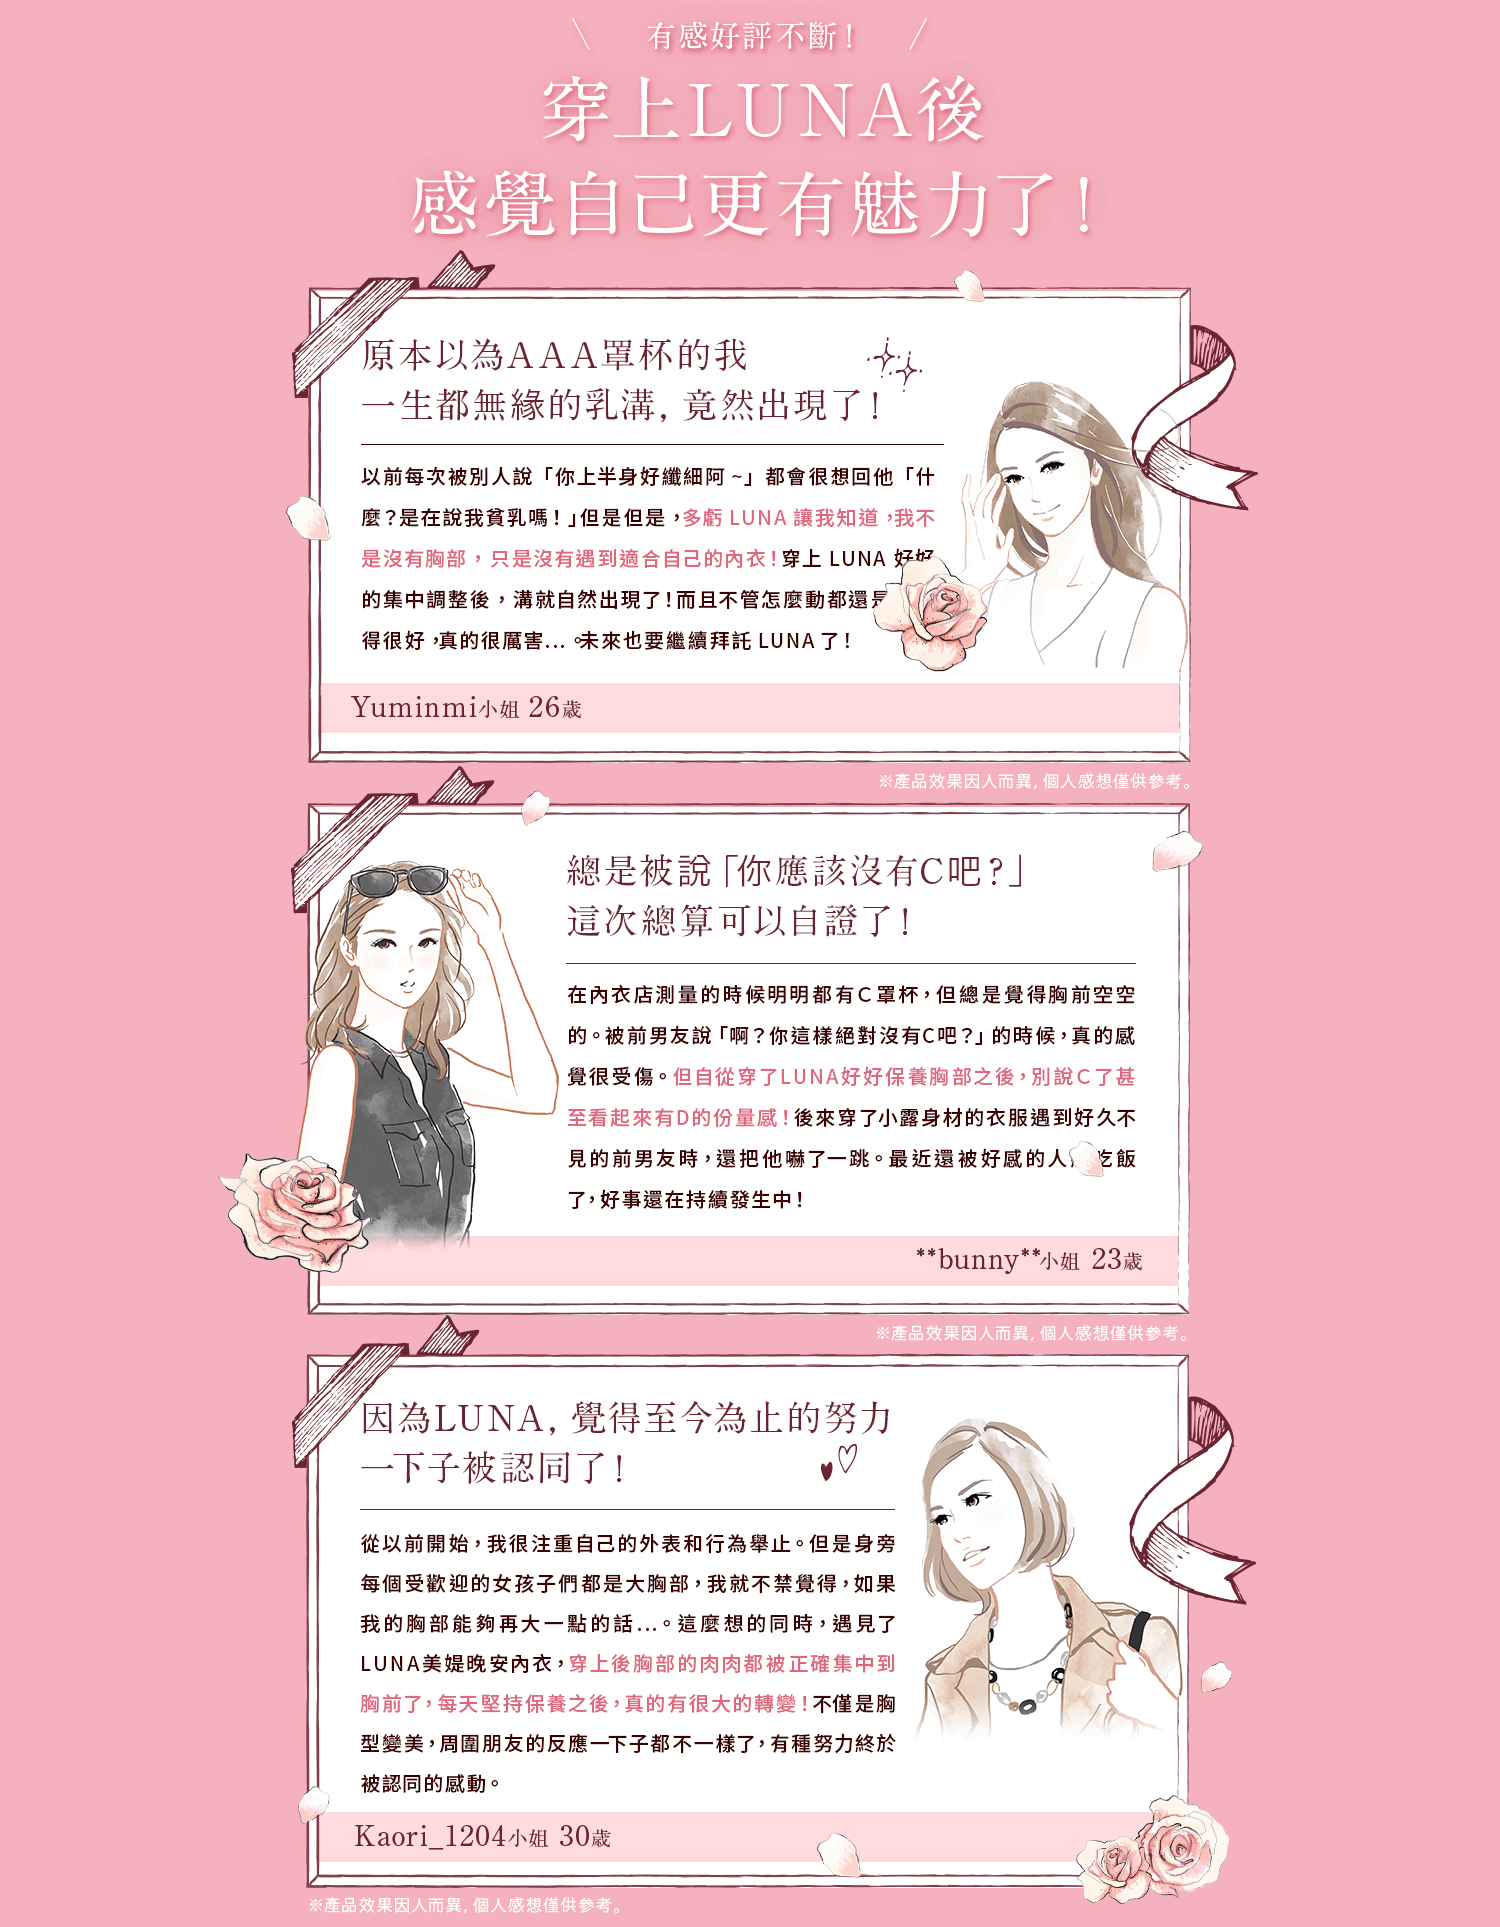 有感好評不斷！
穿上LUNA後
感覺自己更有魅力了！
原本以為AAA罩杯的我
一生都無緣的乳溝，竟然出現了！
以前每次被別人說「你上半身好纖細阿~」都會很想回他「什
麼？是在說我貧乳嗎！」但是但是，多虧 LUNA 讓我知道，我不
是沒有胸部，只是沒有遇到適合自己的內衣！穿上 LUNA 好好
的集中調整後，溝就自然出現了！而且不管怎麼動都還是
得很好，真的很厲害...。未來也要繼續拜託 LUNA 了！
Yuminmi小姐 26歲
※產品效果因人而異，個人感想僅供參考。
總是被說「你應該沒有C吧？」
這次總算可以自證了！
在內衣店測量的時候明明都有C罩杯，但總是覺得胸前空空
的。被前男友說「啊？你這樣絕對沒有C吧？」的時候，真的感
覺很受傷。但自從穿了LUNA好好保養胸部之後，別說C了甚
至看起來有D的份量感！後來穿了小露身材的衣服遇到好久不
見的前男友時，還把他嚇了一跳。最近還被好感的人吃飯
了，好事還在持續發生中！
**bunny**小姐 23歲
※產品效果因人而異，個人感想僅供參考。
因為LUNA，覺得至今為止的努力
一下子被認同了！
從以前開始，我很注重自己的外表和行為舉止。但是身旁
每個受歡迎的女孩子們都是大胸部，我就不禁覺得，如果
我的胸部能夠再大一點的話...。這麼想的同時，遇見了
LUNA美媞晚安內衣，穿上後胸部的肉肉都被正確集中到
胸前了，每天堅持保養之後，真的有很大的轉變！不僅是胸
型變美，周圍朋友的反應一下子都不一樣了，有種努力終於
被認同的感動。
Kaori_1204小姐 30歲
※產品效果因人而異，個人感想僅供參考。